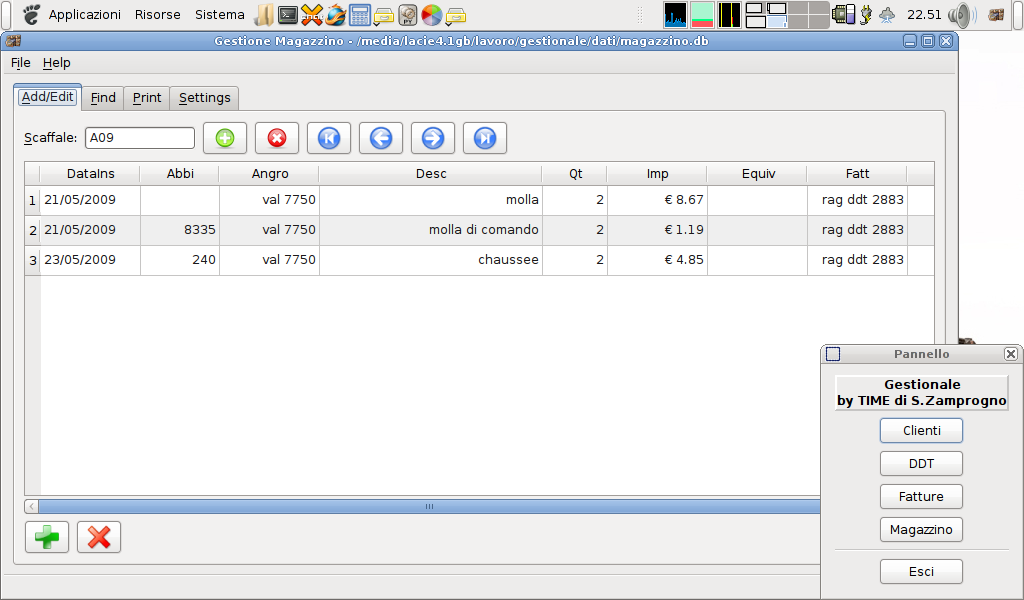 Applicazioni Risorse Sistema 22.51
Gestione Magazzino - /media/lacie4.1gb/lavoro/gestionale/dati/magazzino.db
File Help
Add/Edit Find Print Settings
Scaffale: A09
DataIns Abbi Angro Desc Qt Imp Equiv Fatt
1 21/05/2009 val 7750 molla 2 € 8.67 rag ddt 2883
2 21/05/2009 8335 val 7750 molla di comando 2 € 1.19 rag ddt 2883
3 23/05/2009 240 val 7750 chaussee 2 € 4.85 rag ddt 2883
Pannello
Gestionale
by TIME di S.Zamprogno
Clienti
DDT
Fatture
Magazzino
Esci